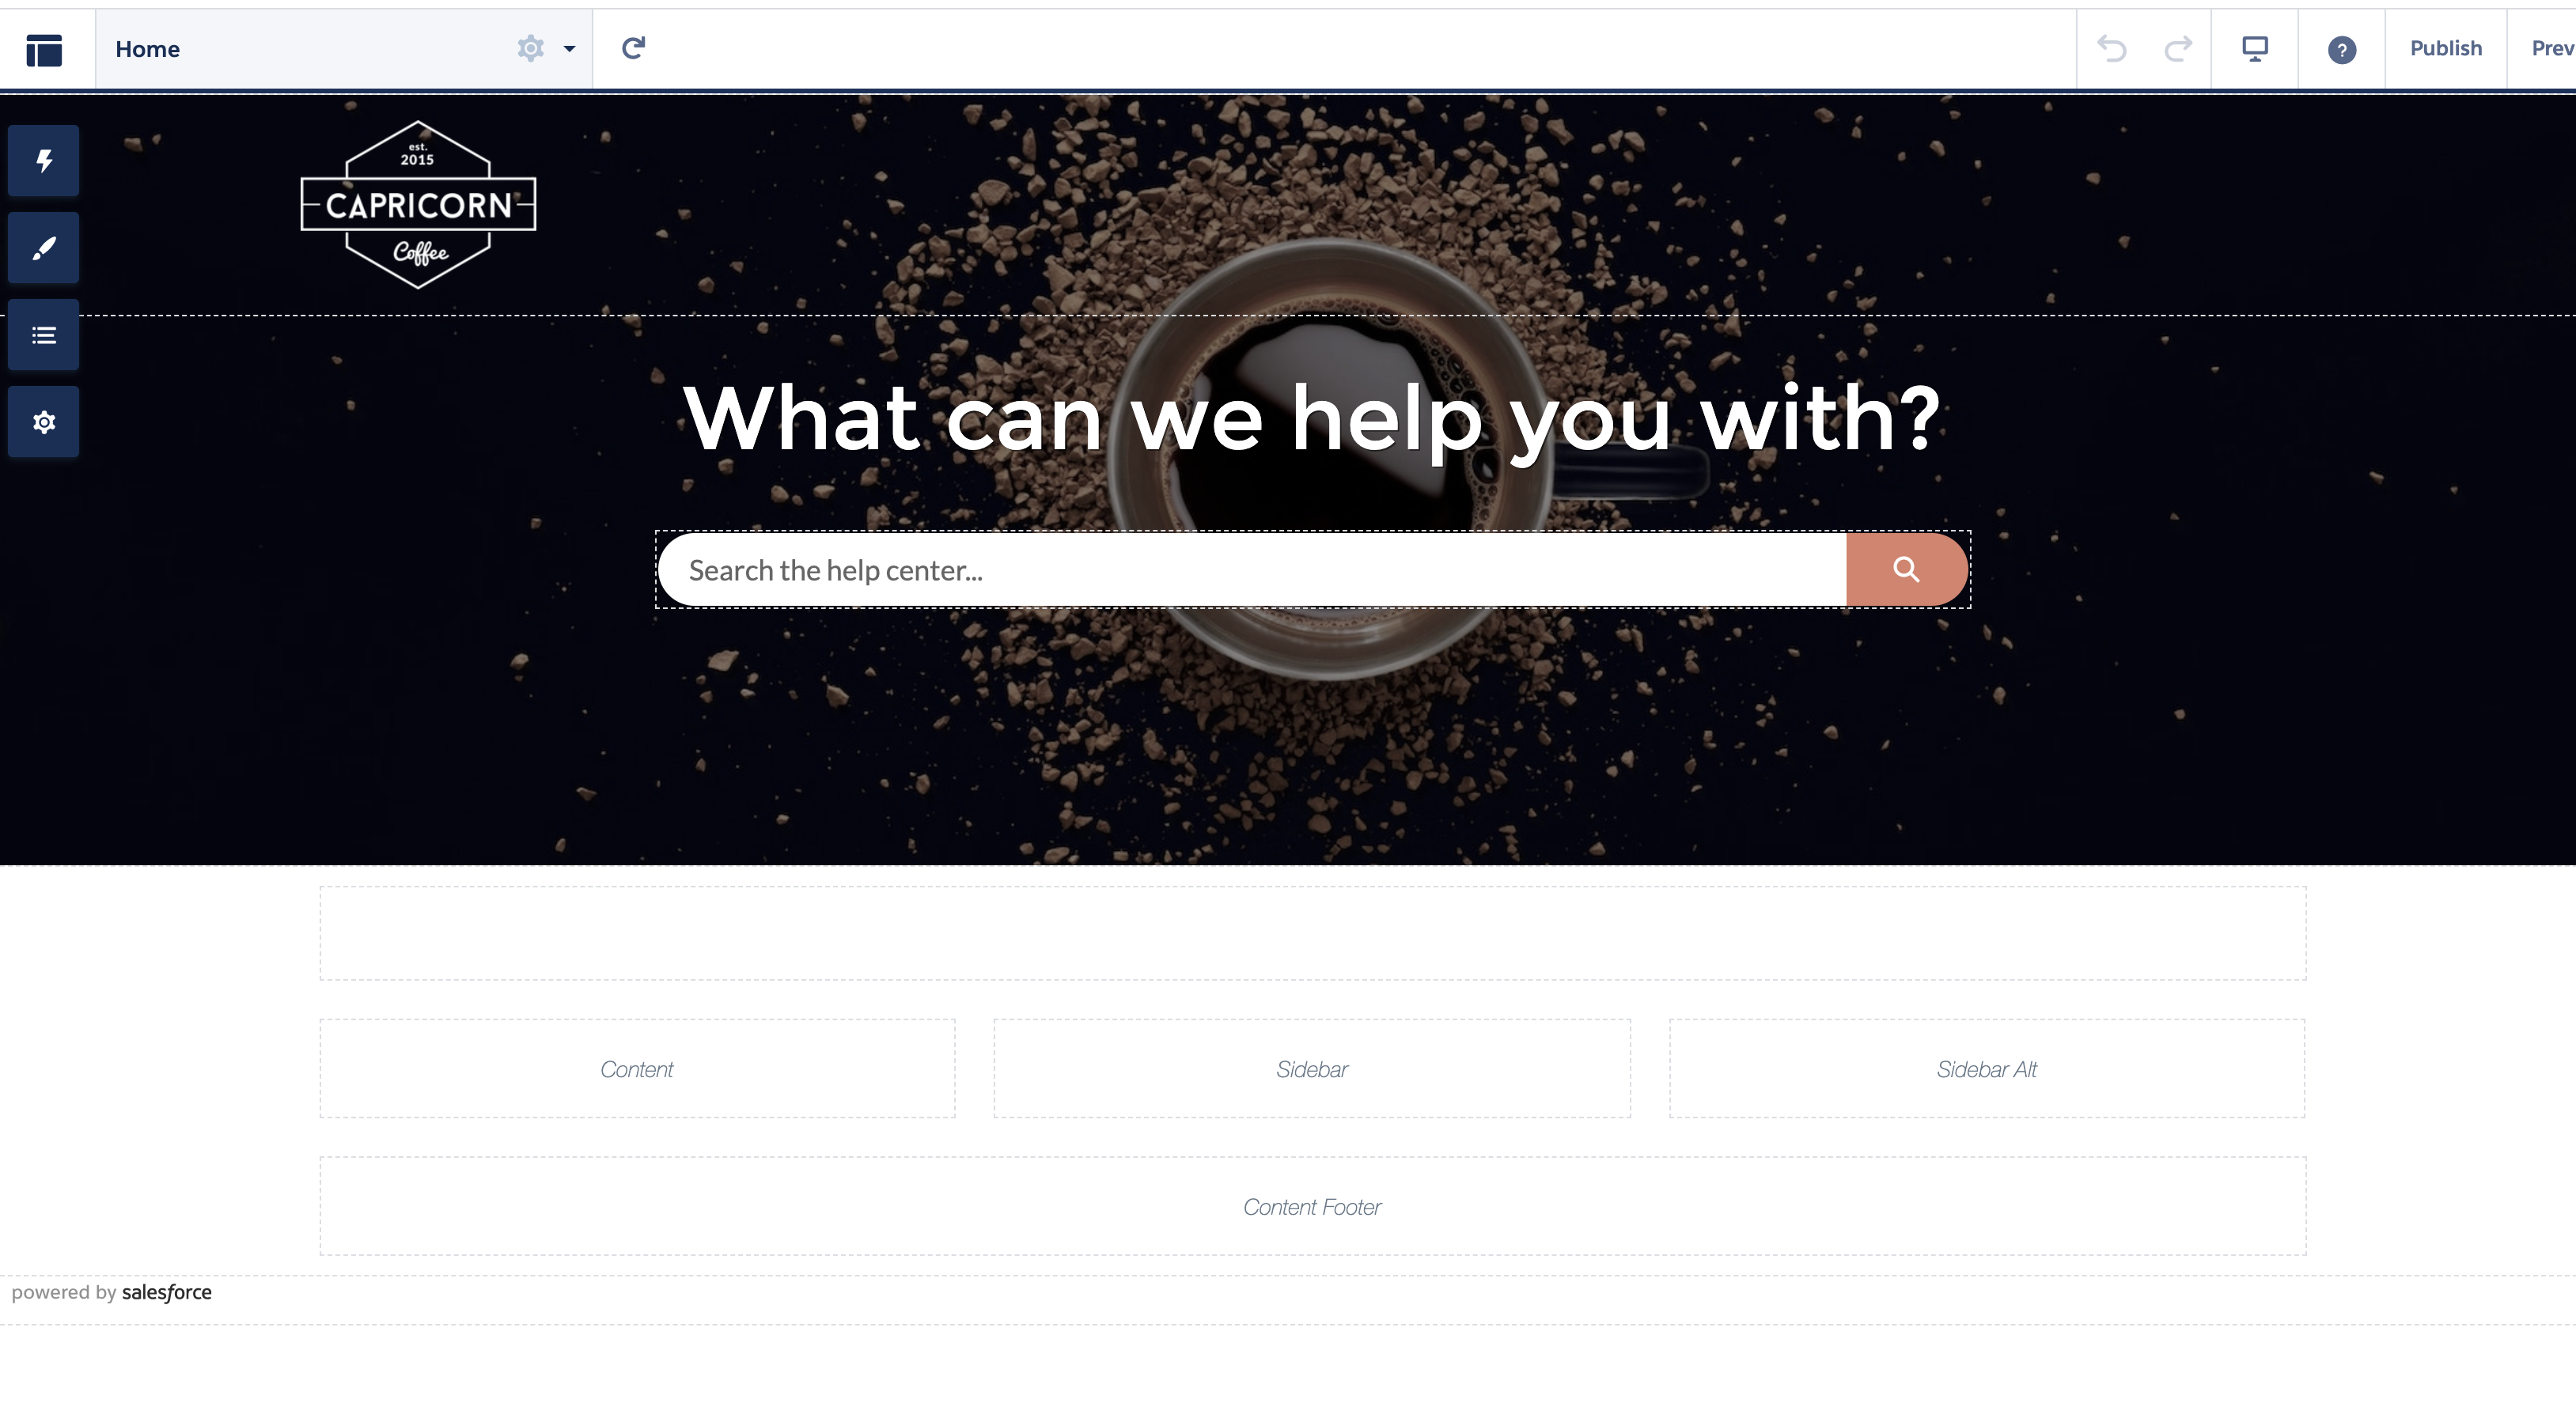 Home
?
Publish
Prev
est.
2015
CAPRICORN
Coffee
What can we help you with?
Search the help center...
Content
Sidebar
Sidebar Alt
Content Footer
powered by salesforce